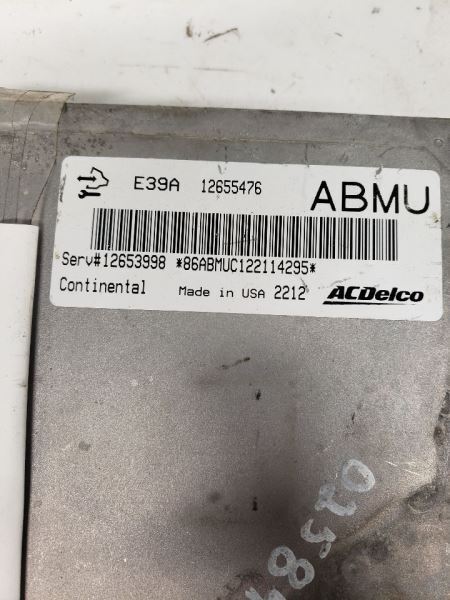 E39A 12655476 ABMU
Serv#12653998 *86ABMUC122114295*
Continental Made in USA 2212 ACDelco